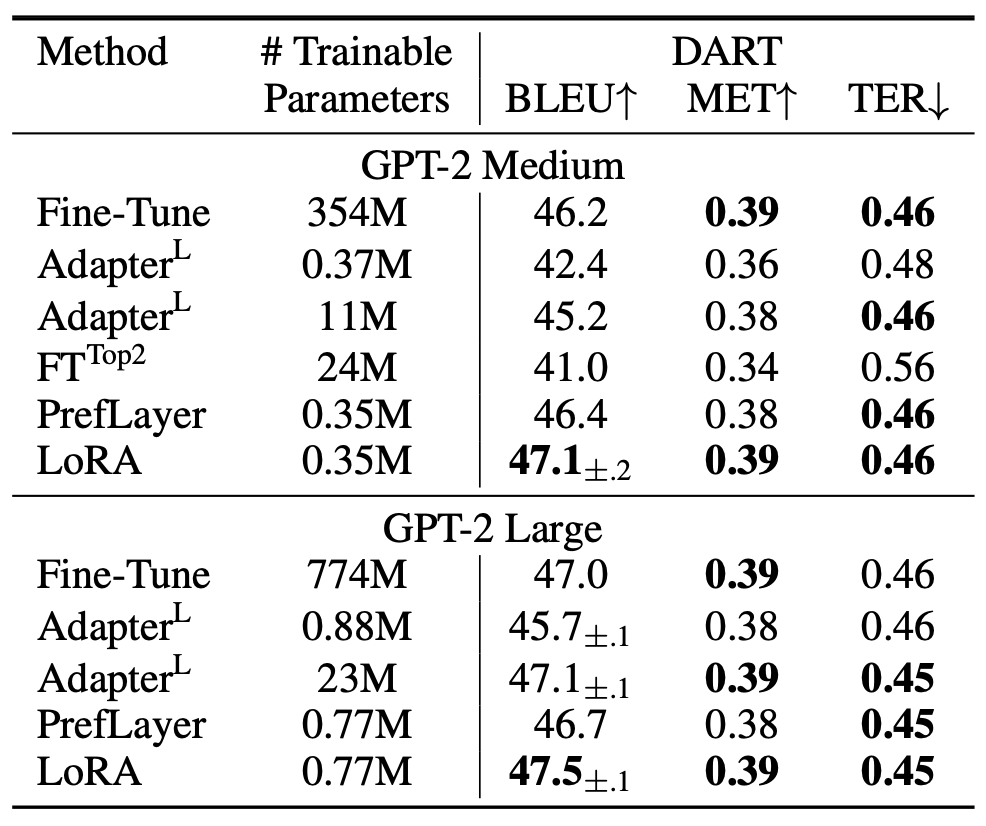 Method # Trainable Parameters DART
BLEU↑ MET↑ TER↓
GPT-2 Medium
Fine-Tune 354M 46.2 0.39 0.46
Adapter^L 0.37M 42.4 0.36 0.48
Adapter^L 11M 45.2 0.38 0.46
FT^Top2 24M 41.0 0.34 0.56
PrefLayer 0.35M 46.4 0.38 0.46
LoRA 0.35M 47.1±.2 0.39 0.46
GPT-2 Large
Fine-Tune 774M 47.0 0.39 0.46
Adapter^L 0.88M 45.7±.1 0.38 0.46
Adapter^L 23M 47.1±.1 0.39 0.45
PrefLayer 0.77M 46.7 0.38 0.45
LoRA 0.77M 47.5±.1 0.39 0.45